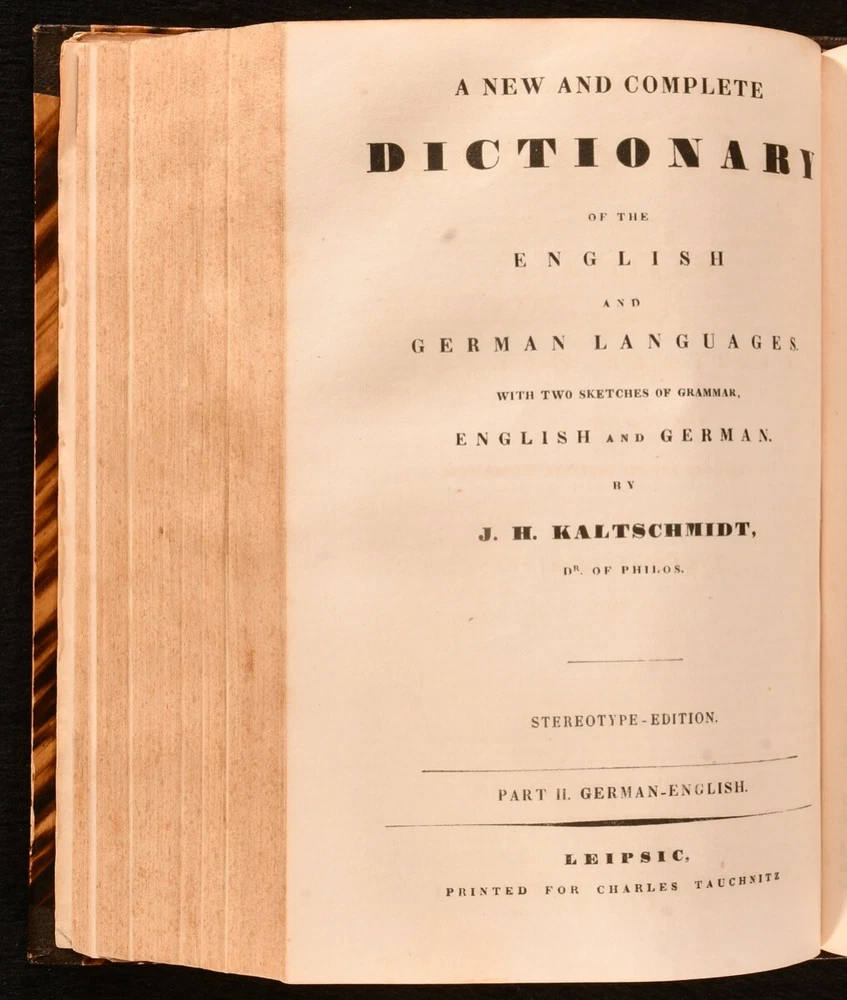 A NEW AND COMPLETE
DICTIONARY
OF THE
ENGLISH
AND
GERMAN LANGUAGES.
WITH TWO SKETCHES OF GRAMMAR,
ENGLISH AND GERMAN.
BY
J. H. KALTSCHMIDT,
DR. OF PHILOS.
STEREOTYPE-EDITION.
PART II. GERMAN-ENGLISH.
LEIPSIC,
PRINTED FOR CHARLES TAUCHNITZ